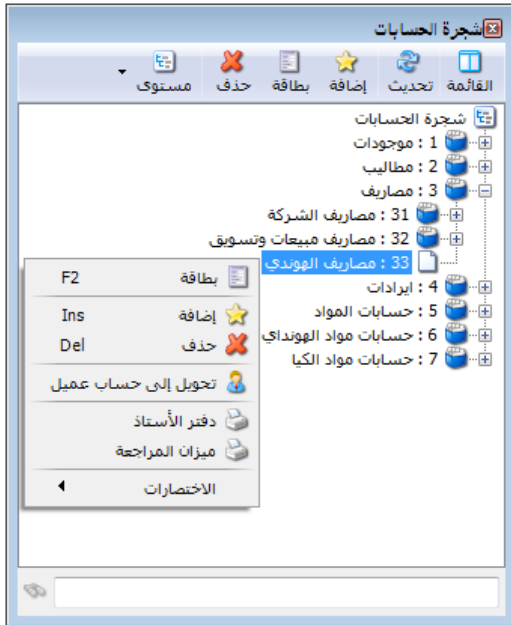 شجرة الحسابات
القائمة تحديث إضافة بطاقة حذف مستوى
شجرة الحسابات
1 : موجودات
2 : مطاليب
3 : مصاريف
31 : مصاريف الشركة
32 : مصاريف مبيعات وتسويق
33 : مصاريف الهوندي
4 : ايرادات
5 : حسابات المواد
6 : حسابات مواد الهونداي
7 : حسابات مواد الكيا
بطاقة F2
إضافة Ins
حذف Del
تحويل إلى حساب عميل
دفتر الأستاذ
ميزان المراجعة
الاختصارات